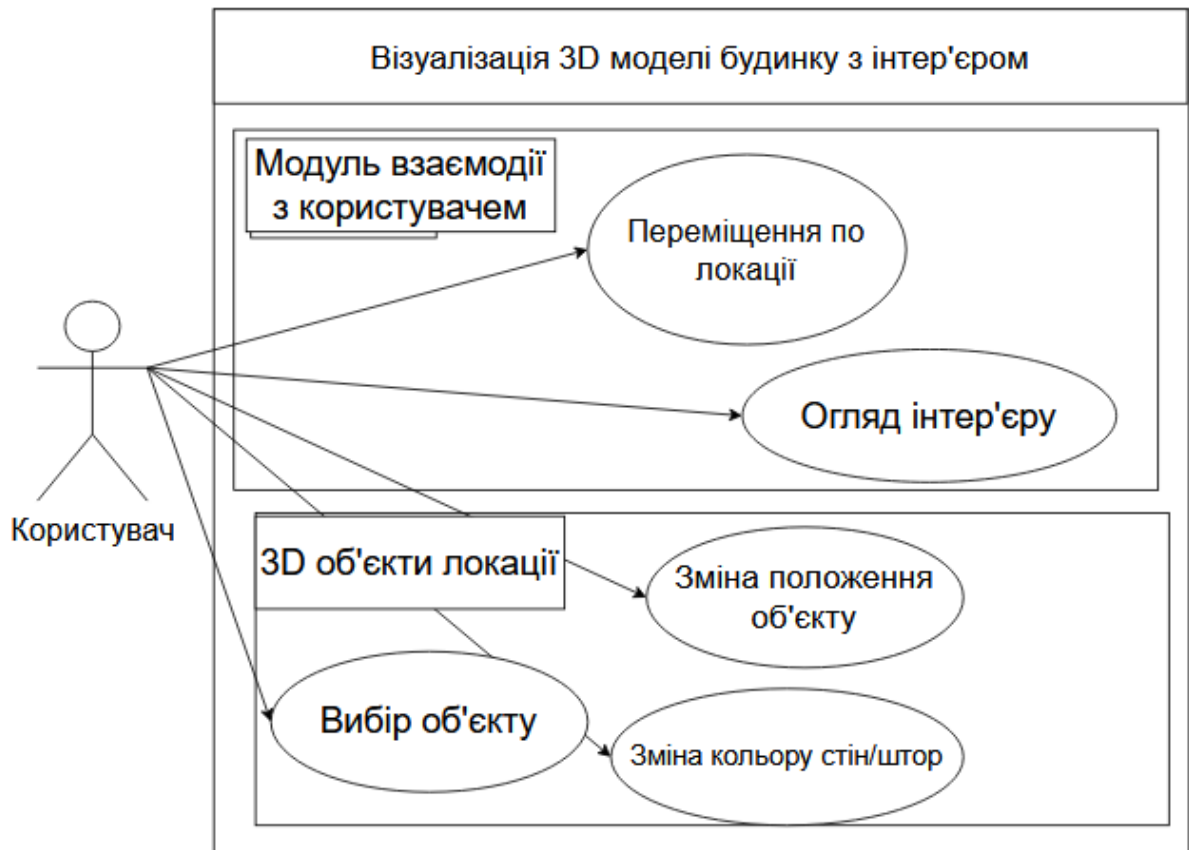 Візуалізація 3D моделі будинку з інтер'єром
Модуль взаємодії
з користувачем
Переміщення по
локації
Огляд інтер'єру
Користувач
3D об'єкти локації
Зміна положення
об'єкту
Вибір об'єкту
Зміна кольору стін/штор